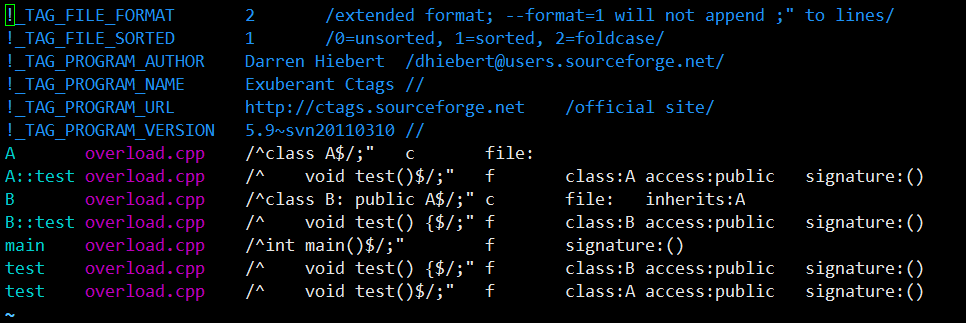 !_TAG_FILE_FORMAT 2 /extended format; --format=1 will not append ;" to lines/
!_TAG_FILE_SORTED 1 /0=unsorted, 1=sorted, 2=foldcase/
!_TAG_PROGRAM_AUTHOR Darren Hiebert /dhiebert@users.sourceforge.net/
!_TAG_PROGRAM_NAME Exuberant Ctags //
!_TAG_PROGRAM_URL http://ctags.sourceforge.net /official site/
!_TAG_PROGRAM_VERSION 5.9~svn20110310 //
A overload.cpp /^class A$/;" c file:
A::test overload.cpp /^    void test()$/;" f class:A access:public signature:()
B overload.cpp /^class B: public A$/;" c file: inherits:A
B::test overload.cpp /^    void test() {$/;" f class:B access:public signature:()
main overload.cpp /^int main()$/;" f signature:()
test overload.cpp /^    void test() {$/;" f class:B access:public signature:()
test overload.cpp /^    void test()$/;" f class:A access:public signature:()
~